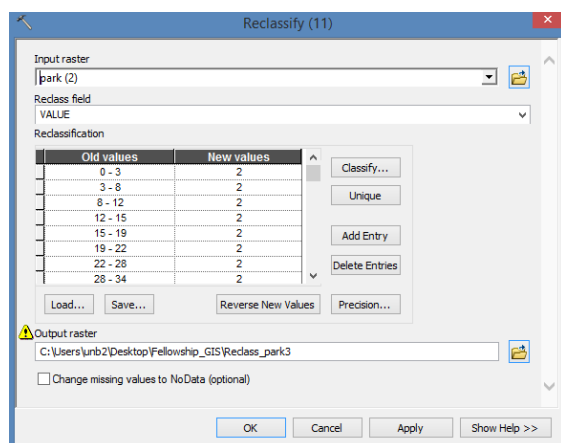 Reclassify (11)
Input raster
park (2)
Reclass field
VALUE
Reclassification
Old values New values
0 - 3 2
3 - 8 2
8 - 12 2
12 - 15 2
15 - 19 2
19 - 22 2
22 - 28 2
28 - 34 2
Classify...
Unique
Add Entry
Delete Entries
Load... Save... Reverse New Values Precision...
Output raster
C:\Users\unb2\Desktop\Fellowship_GIS\Reclass_park3
Change missing values to NoData (optional)
OK Cancel Apply Show Help >>